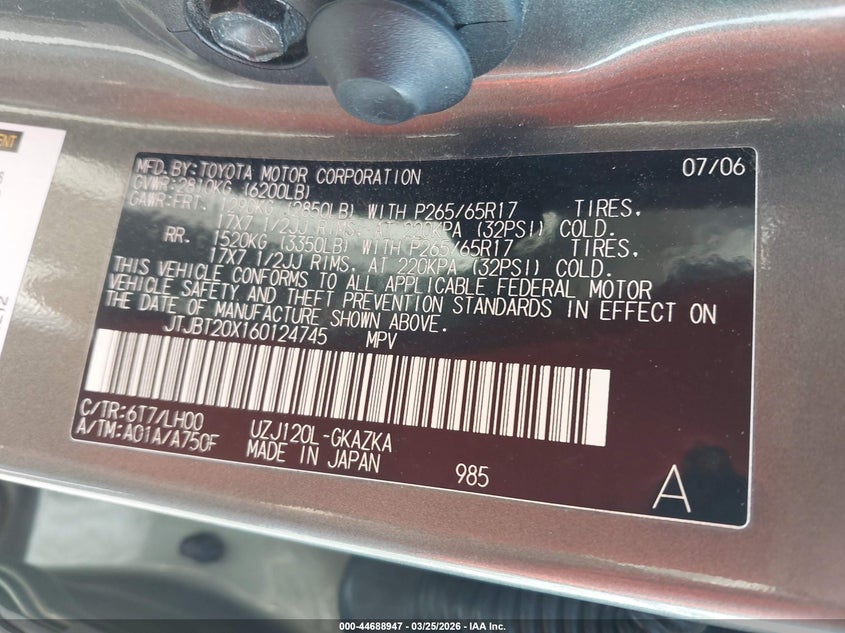 MFD.BY:TOYOTA MOTOR CORPORATION 07/06
GVWR:2810KG (6200LB)
GAWR:FRT. 1295KG (2850LB) WITH P265/65R17 TIRES,
17X7 1/2JJ RIMS, AT 220KPA (32PSI) COLD.
RR. 1520KG (3350LB) WITH P265/65R17 TIRES,
17X7 1/2JJ RIMS, AT 220KPA (32PSI) COLD.
THIS VEHICLE CONFORMS TO ALL APPLICABLE FEDERAL MOTOR
VEHICLE SAFETY AND THEFT PREVENTION STANDARDS IN EFFECT ON
THE DATE OF MANUFACTURE SHOWN ABOVE.
JTJBT20X160124745 MPV
C/TR:6T7/LH00 UZJ120L-GKAZKA
A/TM:A01A/A750F MADE IN JAPAN 985 A
000-44688947 - 03/25/2026 - IAA Inc.